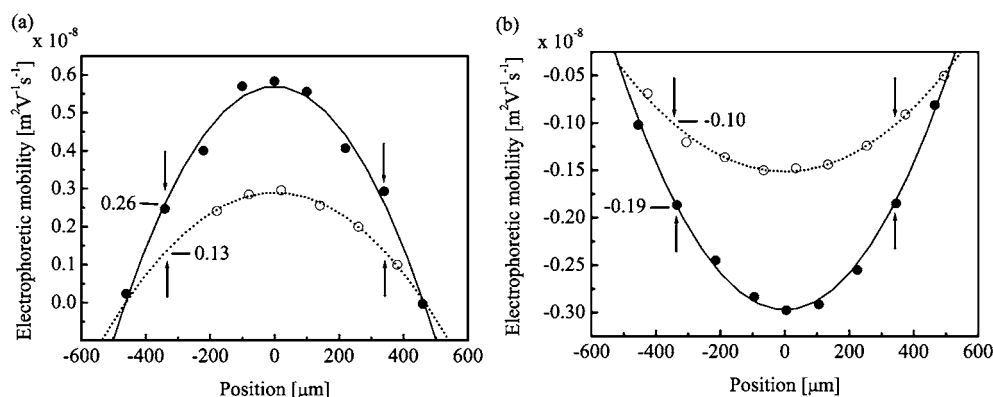 (a)
x 10⁻⁸
Electrophoretic mobility [m²V⁻¹s⁻¹]
0.6
0.5
0.4
0.3
0.2
0.1
0.0
0.26
0.13
-600 -400 -200 0 200 400 600
Position [μm]
(b)
x 10⁻⁸
Electrophoretic mobility [m²V⁻¹s⁻¹]
-0.05
-0.10
-0.15
-0.20
-0.25
-0.30
-0.10
-0.19
-600 -400 -200 0 200 400 600
Position [μm]